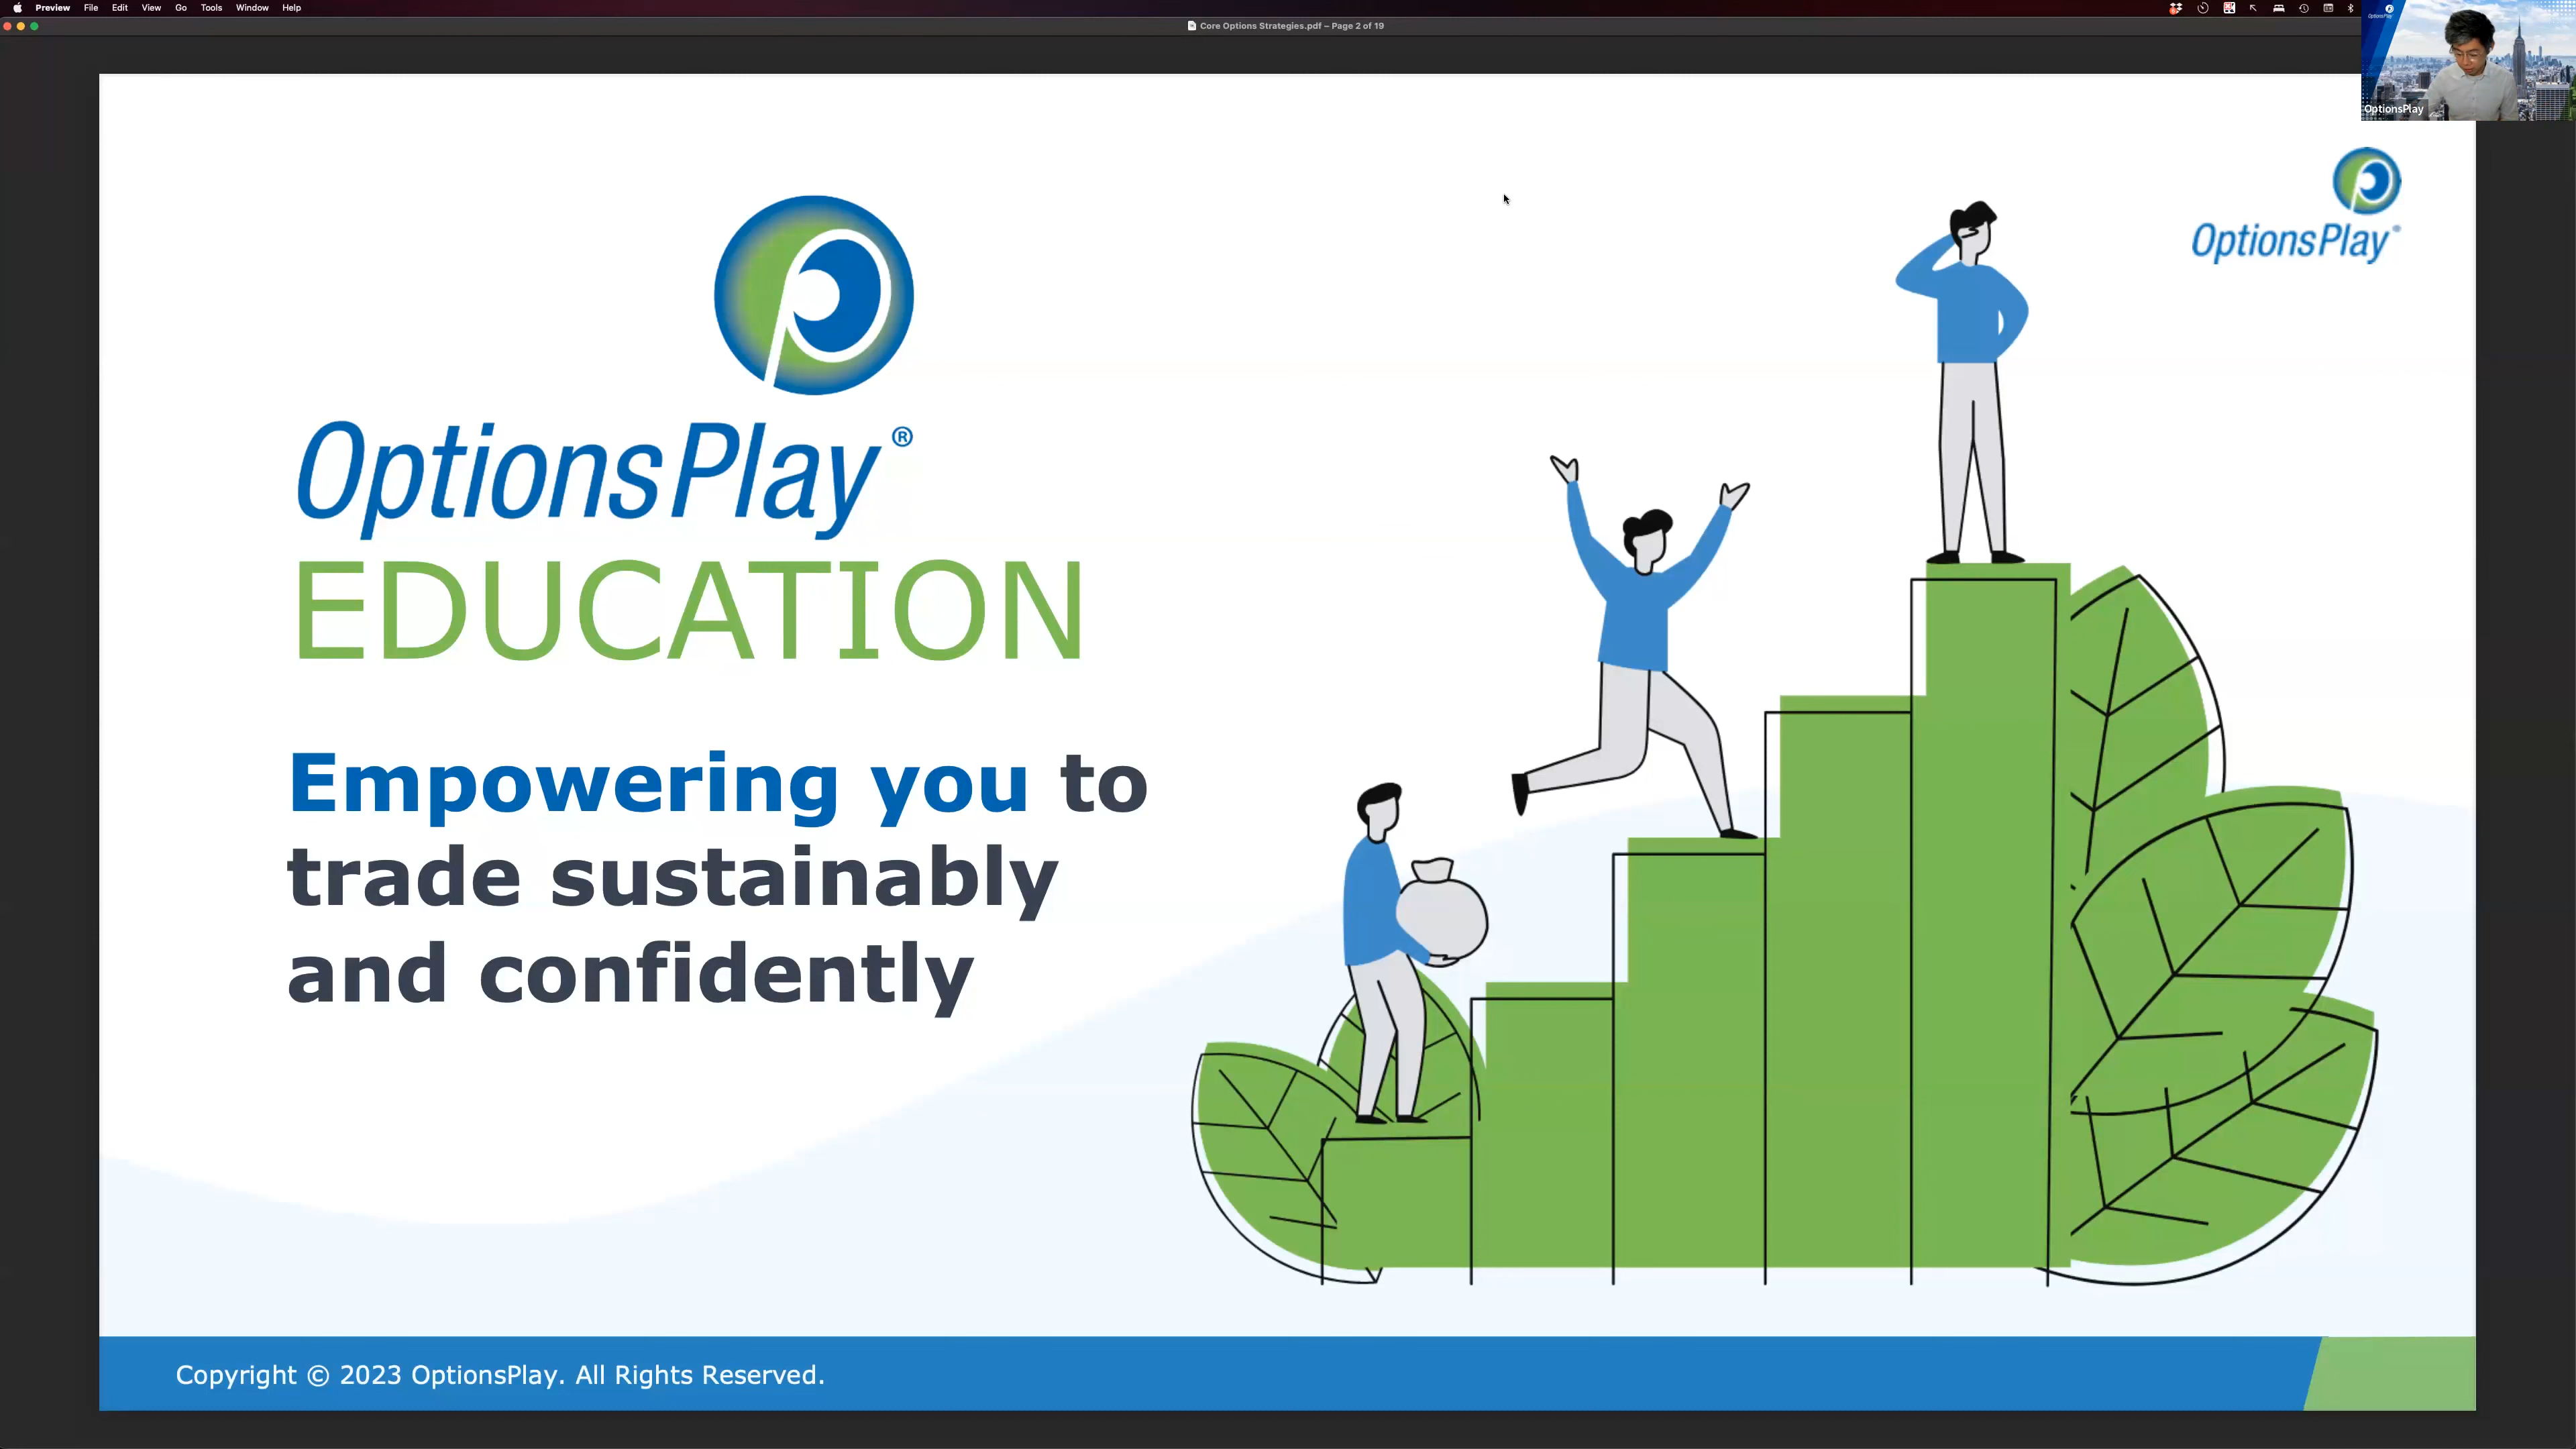 Preview File Edit View Go Tools Window Help
Core Options Strategies.pdf – Page 2 of 19
OptionsPlay
OptionsPlay®
OptionsPlay®
EDUCATION
Empowering you to
trade sustainably
and confidently
Copyright © 2023 OptionsPlay. All Rights Reserved.